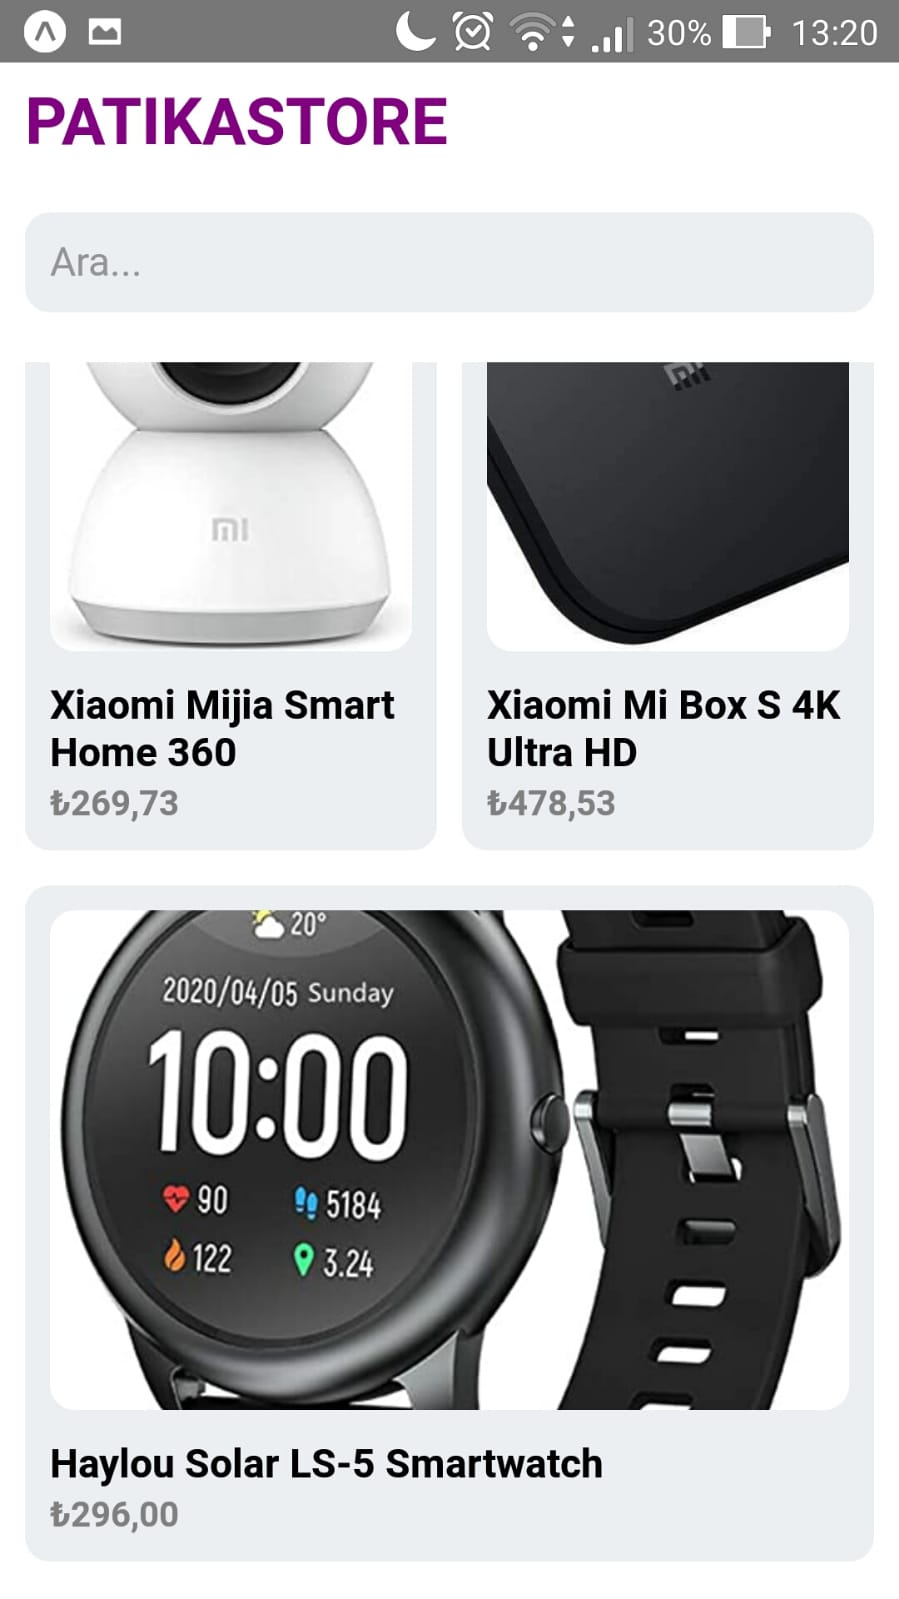 30% 13:20
PATIKASTORE
Ara...
mi
mi
Xiaomi Mijia Smart
Home 360
₺269,73
Xiaomi Mi Box S 4K
Ultra HD
₺478,53
20°
2020/04/05 Sunday
10:00
90 5184
122 3.24
Haylou Solar LS-5 Smartwatch
₺296,00